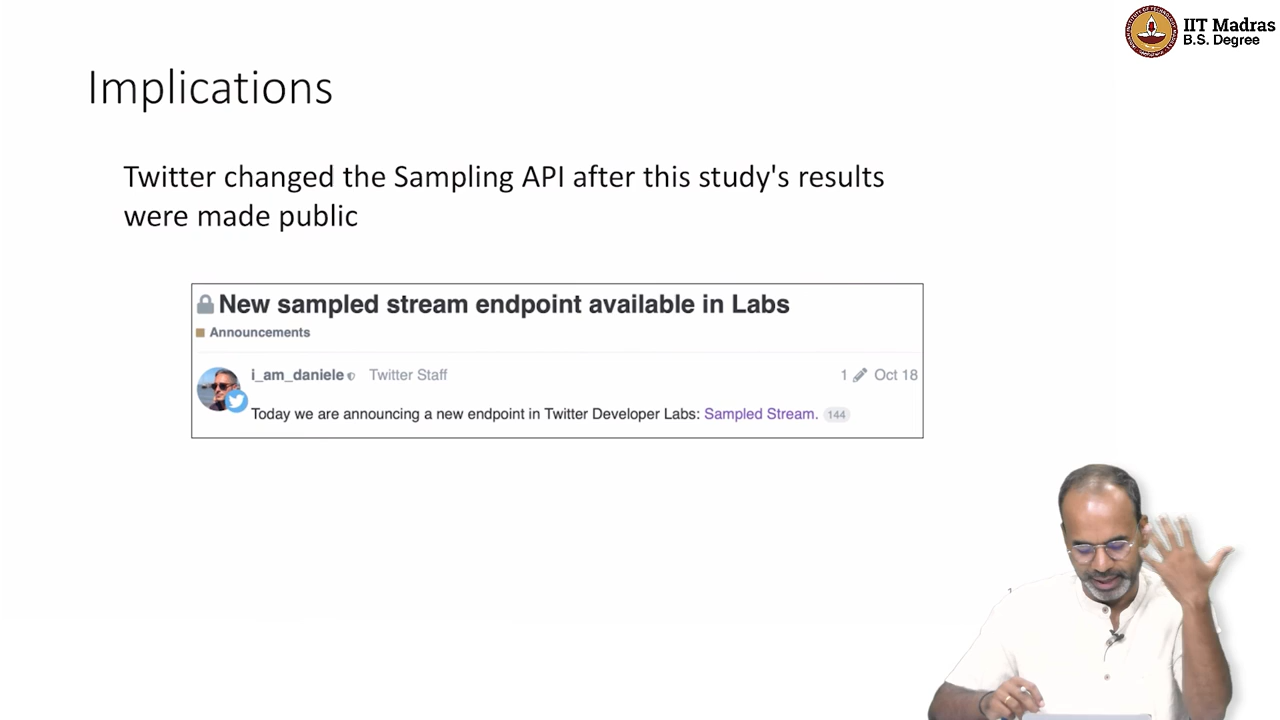 IIT Madras
B.S. Degree
Implications
Twitter changed the Sampling API after this study's results
were made public
New sampled stream endpoint available in Labs
Announcements
i_am_daniele Twitter Staff 1 Oct 18
Today we are announcing a new endpoint in Twitter Developer Labs: Sampled Stream. 144